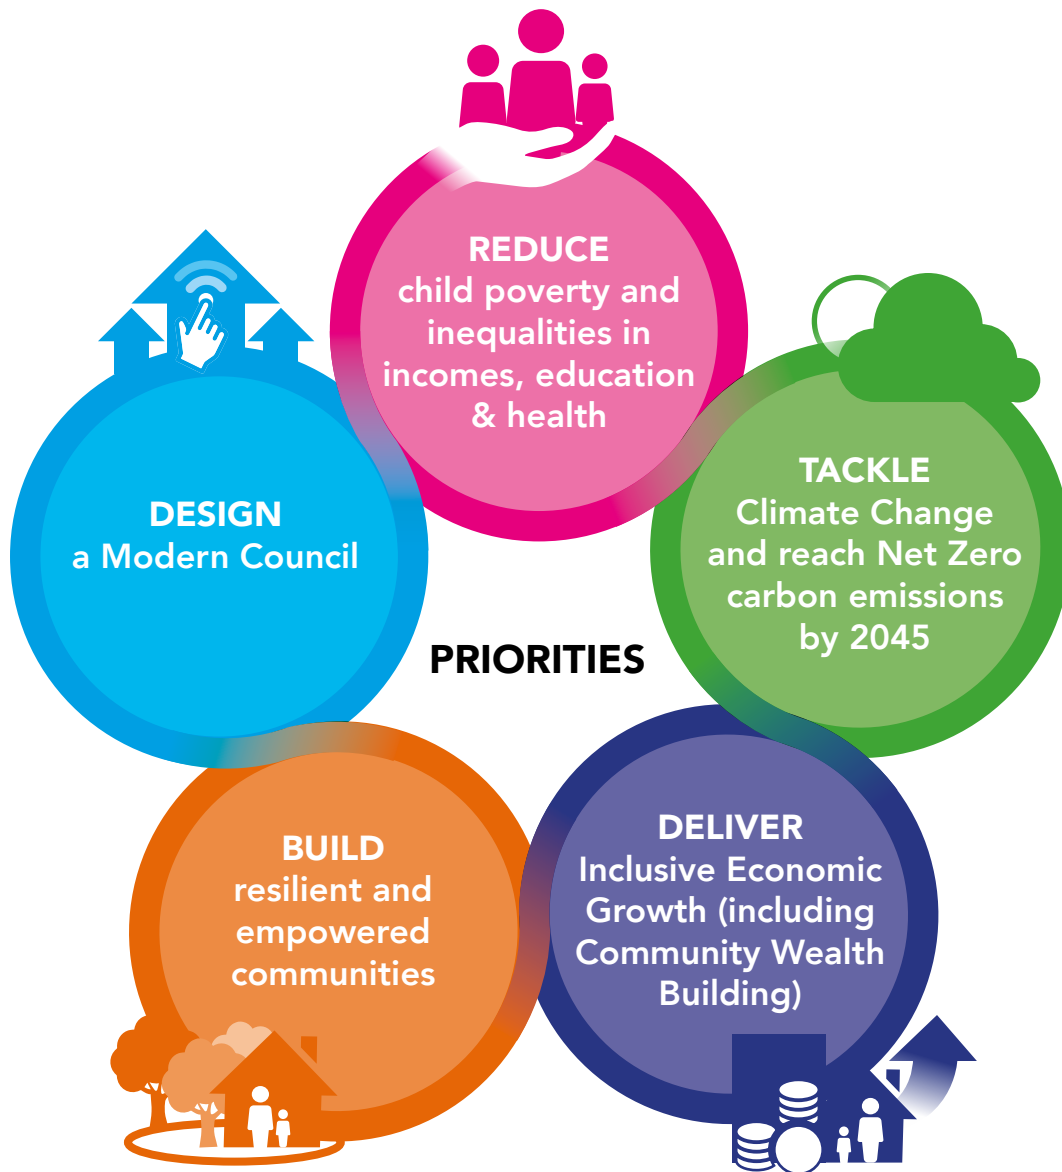 REDUCE
child poverty and
inequalities in
incomes, education
& health
TACKLE
Climate Change
and reach Net Zero
carbon emissions
by 2045
DELIVER
Inclusive Economic
Growth (including
Community Wealth
Building)
BUILD
resilient and
empowered
communities
DESIGN
a Modern Council
PRIORITIES